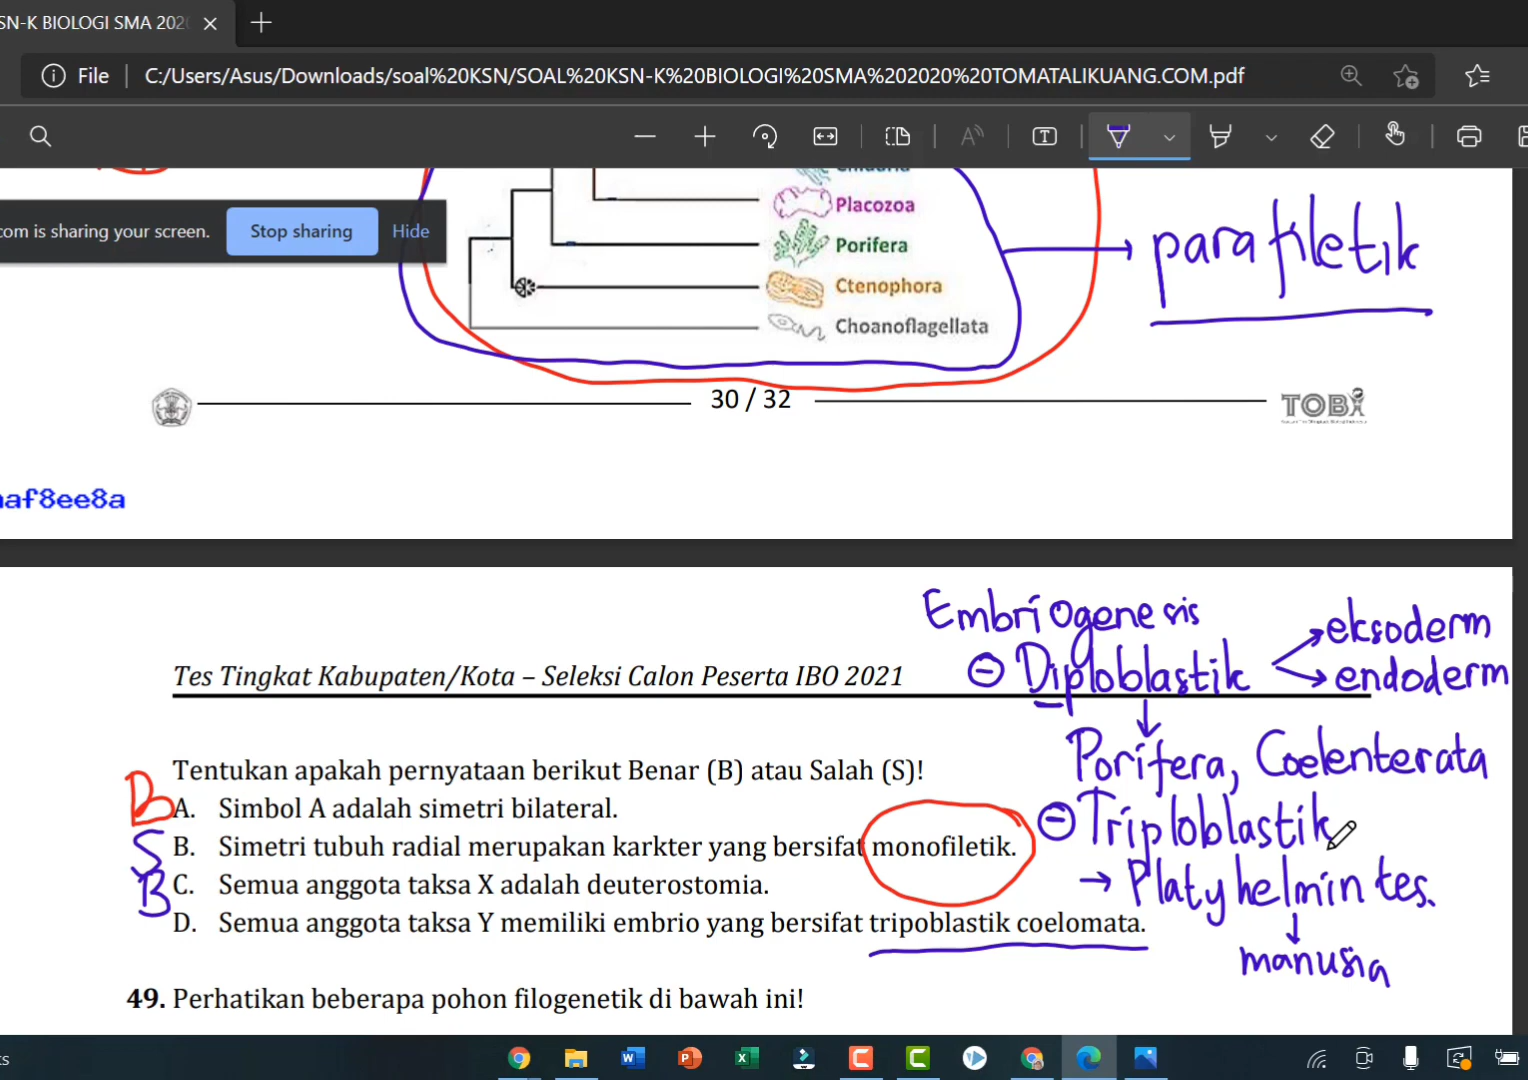 SN-K BIOLOGI SMA 202
File
C:/Users/Asus/Downloads/soal%20KSN/SOAL%20KSN-K%20BIOLOGI%20SMA%202020%20TOMATALIKUANG.COM.pdf
com is sharing your screen.
Stop sharing
Hide
Placozoa
Porifera
Ctenophora
Choanoflagellata
parafiletik
30 / 32
TOBI
af8ee8a
Embriogenesis
Diploblastik
eksoderm
endoderm
Tes Tingkat Kabupaten/Kota – Seleksi Calon Peserta IBO 2021
Porifera, Coelenterata
Tentukan apakah pernyataan berikut Benar (B) atau Salah (S)!
B A. Simbol A adalah simetri bilateral.
Triploblastik
S B. Simetri tubuh radial merupakan karkter yang bersifat monofiletik.
B C. Semua anggota taksa X adalah deuterostomia.
Platyhelmintes.
D. Semua anggota taksa Y memiliki embrio yang bersifat tripoblastik coelomata.
manusia
49. Perhatikan beberapa pohon filogenetik di bawah ini!